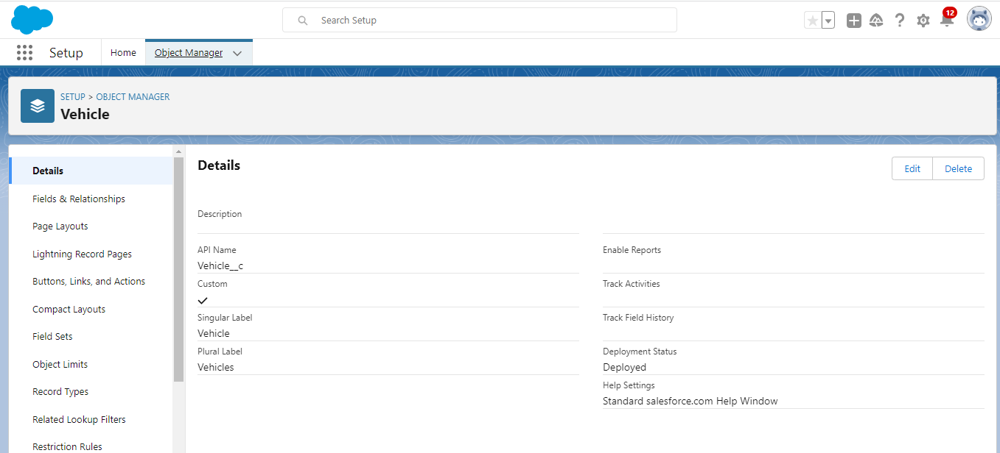 Search Setup
12
Setup
Home
Object Manager
SETUP > OBJECT MANAGER
Vehicle
Details
Fields & Relationships
Page Layouts
Lightning Record Pages
Buttons, Links, and Actions
Compact Layouts
Field Sets
Object Limits
Record Types
Related Lookup Filters
Restriction Rules
Details
Edit
Delete
Description
API Name
Vehicle__c
Custom
Singular Label
Vehicle
Plural Label
Vehicles
Enable Reports
Track Activities
Track Field History
Deployment Status
Deployed
Help Settings
Standard salesforce.com Help Window